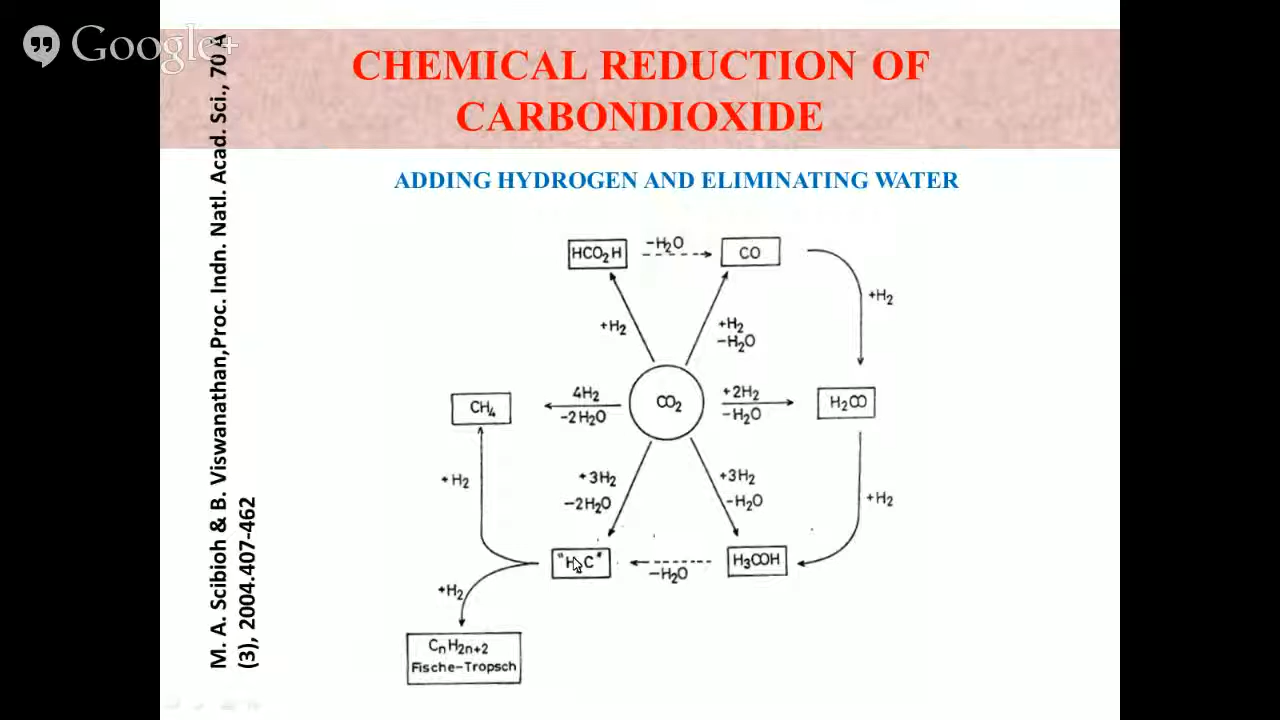 Google+
CHEMICAL REDUCTION OF
CARBONDIOXIDE
ADDING HYDROGEN AND ELIMINATING WATER
M. A. Scibioh & B. Viswanathan,Proc. Indn. Natl. Acad. Sci., 70 A
(3), 2004.407-462
HCO₂H
-H₂O
CO
+H₂
+H₂
-H₂O
+H₂
CH₄
4H₂
-2H₂O
CO₂
+2H₂
-H₂O
H₂CO
+H₂
+3H₂
-2H₂O
+3H₂
-H₂O
+H₂
-H₂O
H₃COH
+H₂
CₙH₂ₙ₊₂
Fische-Tropsch